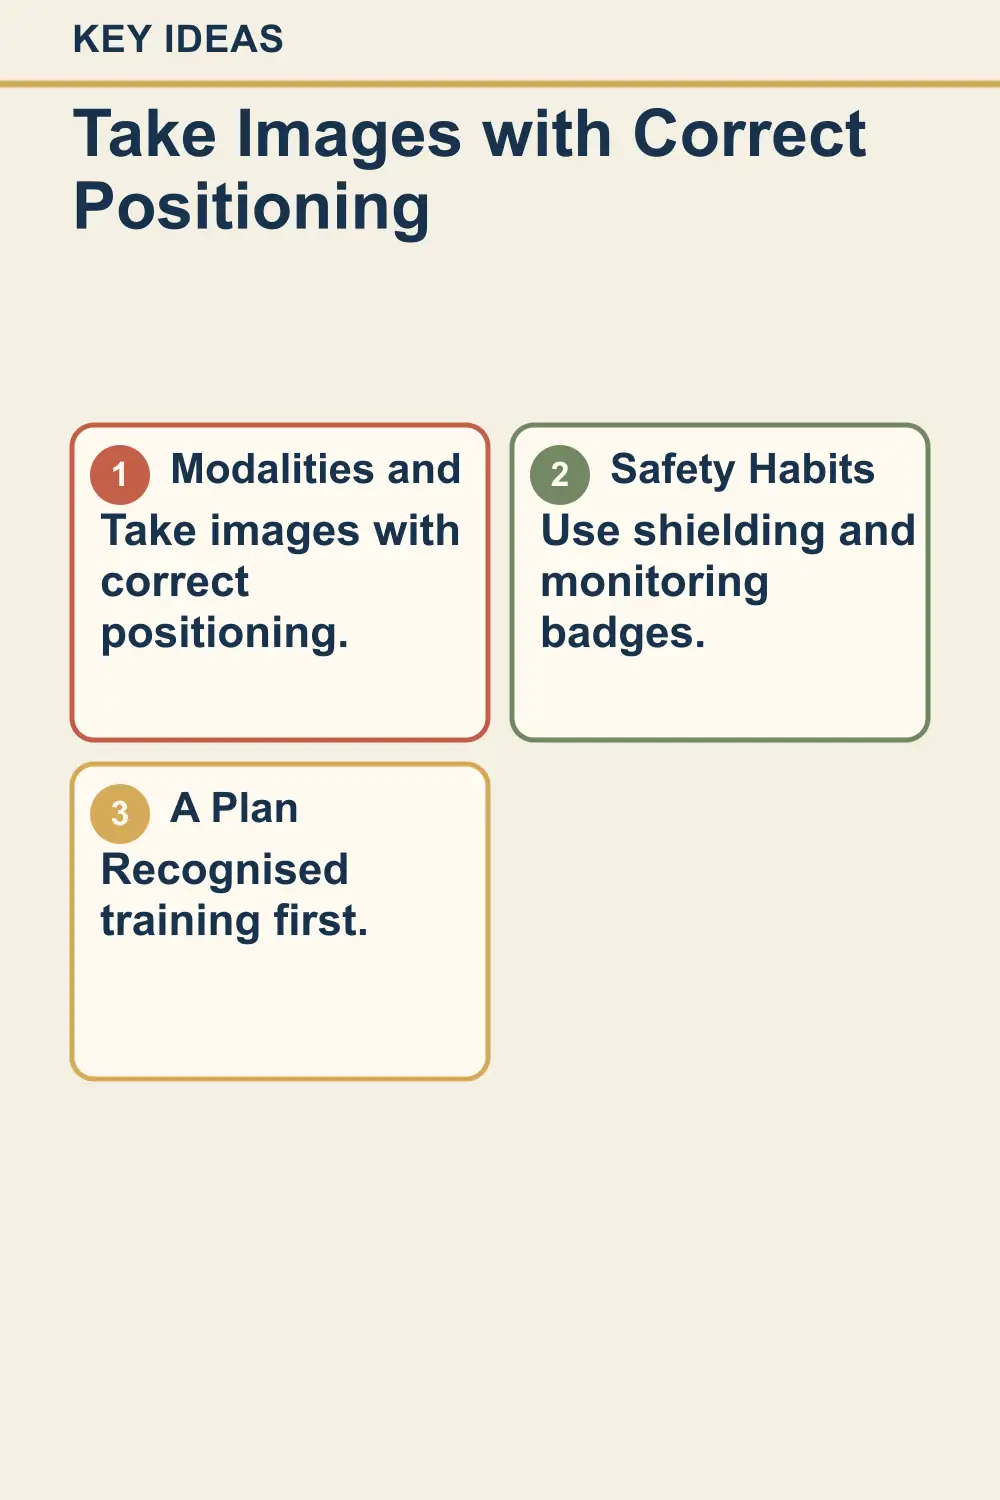 KEY IDEAS
Take Images with Correct
Positioning
1 Modalities and
Take images with
correct
positioning.
2 Safety Habits
Use shielding and
monitoring
badges.
3 A Plan
Recognised
training first.